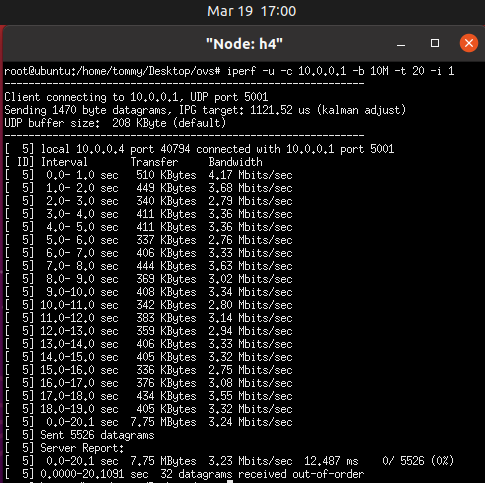 Mar 19 17:00
"Node: h4"
root@ubuntu:/home/tommy/Desktop/ovs# iperf -u -c 10.0.0.1 -b 10M -t 20 -i 1
------------------------------------------------------------
Client connecting to 10.0.0.1, UDP port 5001
Sending 1470 byte datagrams, IPG target: 1121.52 us (kalman adjust)
UDP buffer size:  208 KByte (default)
------------------------------------------------------------
[  5] local 10.0.0.4 port 40794 connected with 10.0.0.1 port 5001
[ ID] Interval       Transfer     Bandwidth
[  5]  0.0- 1.0 sec   510 KBytes  4.17 Mbits/sec
[  5]  1.0- 2.0 sec   449 KBytes  3.68 Mbits/sec
[  5]  2.0- 3.0 sec   340 KBytes  2.79 Mbits/sec
[  5]  3.0- 4.0 sec   411 KBytes  3.36 Mbits/sec
[  5]  4.0- 5.0 sec   411 KBytes  3.36 Mbits/sec
[  5]  5.0- 6.0 sec   337 KBytes  2.76 Mbits/sec
[  5]  6.0- 7.0 sec   406 KBytes  3.33 Mbits/sec
[  5]  7.0- 8.0 sec   444 KBytes  3.63 Mbits/sec
[  5]  8.0- 9.0 sec   369 KBytes  3.02 Mbits/sec
[  5]  9.0-10.0 sec   408 KBytes  3.34 Mbits/sec
[  5] 10.0-11.0 sec   342 KBytes  2.80 Mbits/sec
[  5] 11.0-12.0 sec   383 KBytes  3.14 Mbits/sec
[  5] 12.0-13.0 sec   359 KBytes  2.94 Mbits/sec
[  5] 13.0-14.0 sec   406 KBytes  3.33 Mbits/sec
[  5] 14.0-15.0 sec   405 KBytes  3.32 Mbits/sec
[  5] 15.0-16.0 sec   336 KBytes  2.75 Mbits/sec
[  5] 16.0-17.0 sec   376 KBytes  3.08 Mbits/sec
[  5] 17.0-18.0 sec   434 KBytes  3.55 Mbits/sec
[  5] 18.0-19.0 sec   405 KBytes  3.32 Mbits/sec
[  5]  0.0-20.1 sec  7.75 MBytes  3.24 Mbits/sec
[  5] Sent 5526 datagrams
[  5] Server Report:
[  5]  0.0-20.1 sec  7.75 MBytes  3.23 Mbits/sec  12.487 ms    0/ 5526 (0%)
[  5] 0.0000-20.1091 sec  32 datagrams received out-of-order